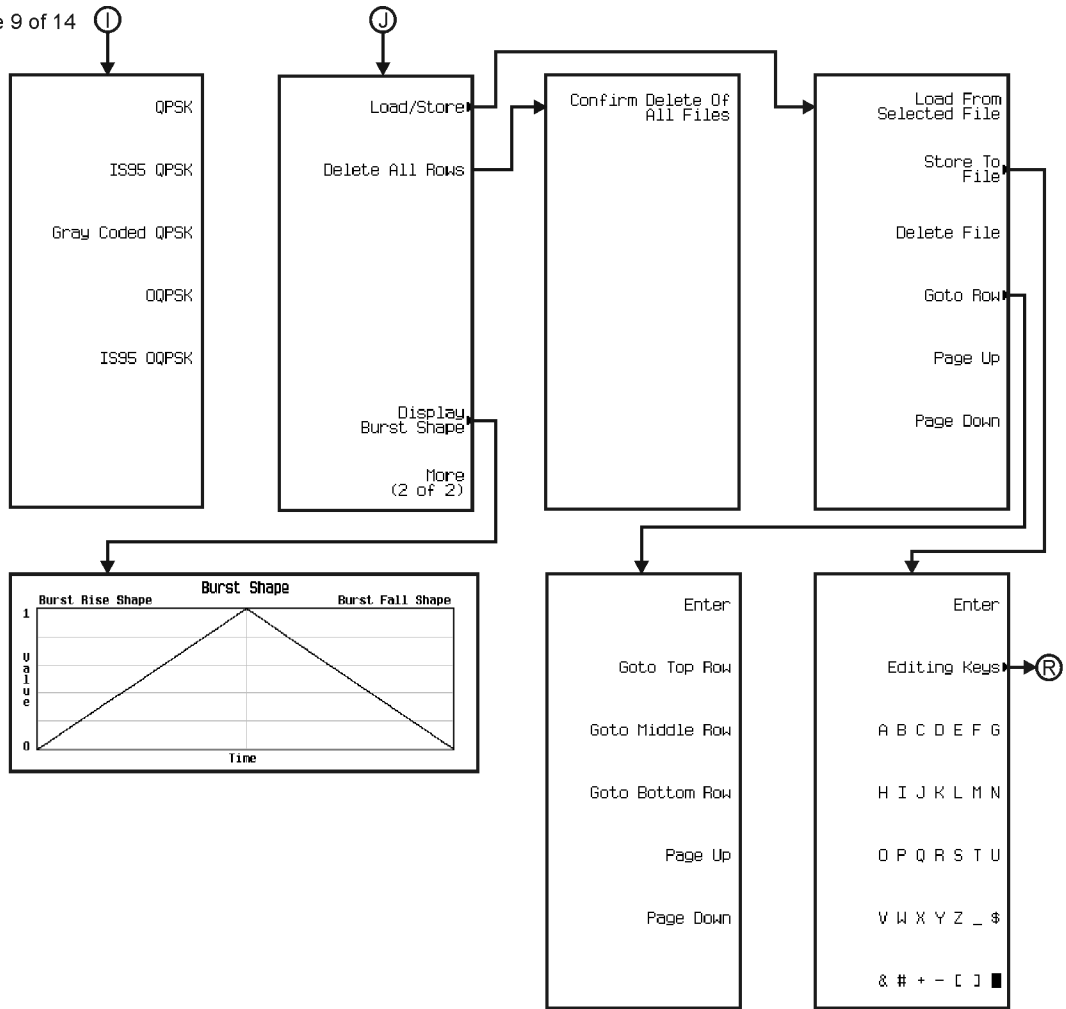 9 of 14
I
J
QPSK
IS95 QPSK
Gray Coded QPSK
OQPSK
IS95 OQPSK
Load/Store
Delete All Rows
Display
Burst Shape
More
(2 of 2)
Confirm Delete Of
All Files
Load From
Selected File
Store To
File
Delete File
Goto Row
Page Up
Page Down
Burst Shape
Burst Rise Shape
Burst Fall Shape
1
Value
0
Time
Enter
Goto Top Row
Goto Middle Row
Goto Bottom Row
Page Up
Page Down
Enter
Editing Keys
R
A B C D E F G
H I J K L M N
O P Q R S T U
V W X Y Z _ $
& # + - [ ] █